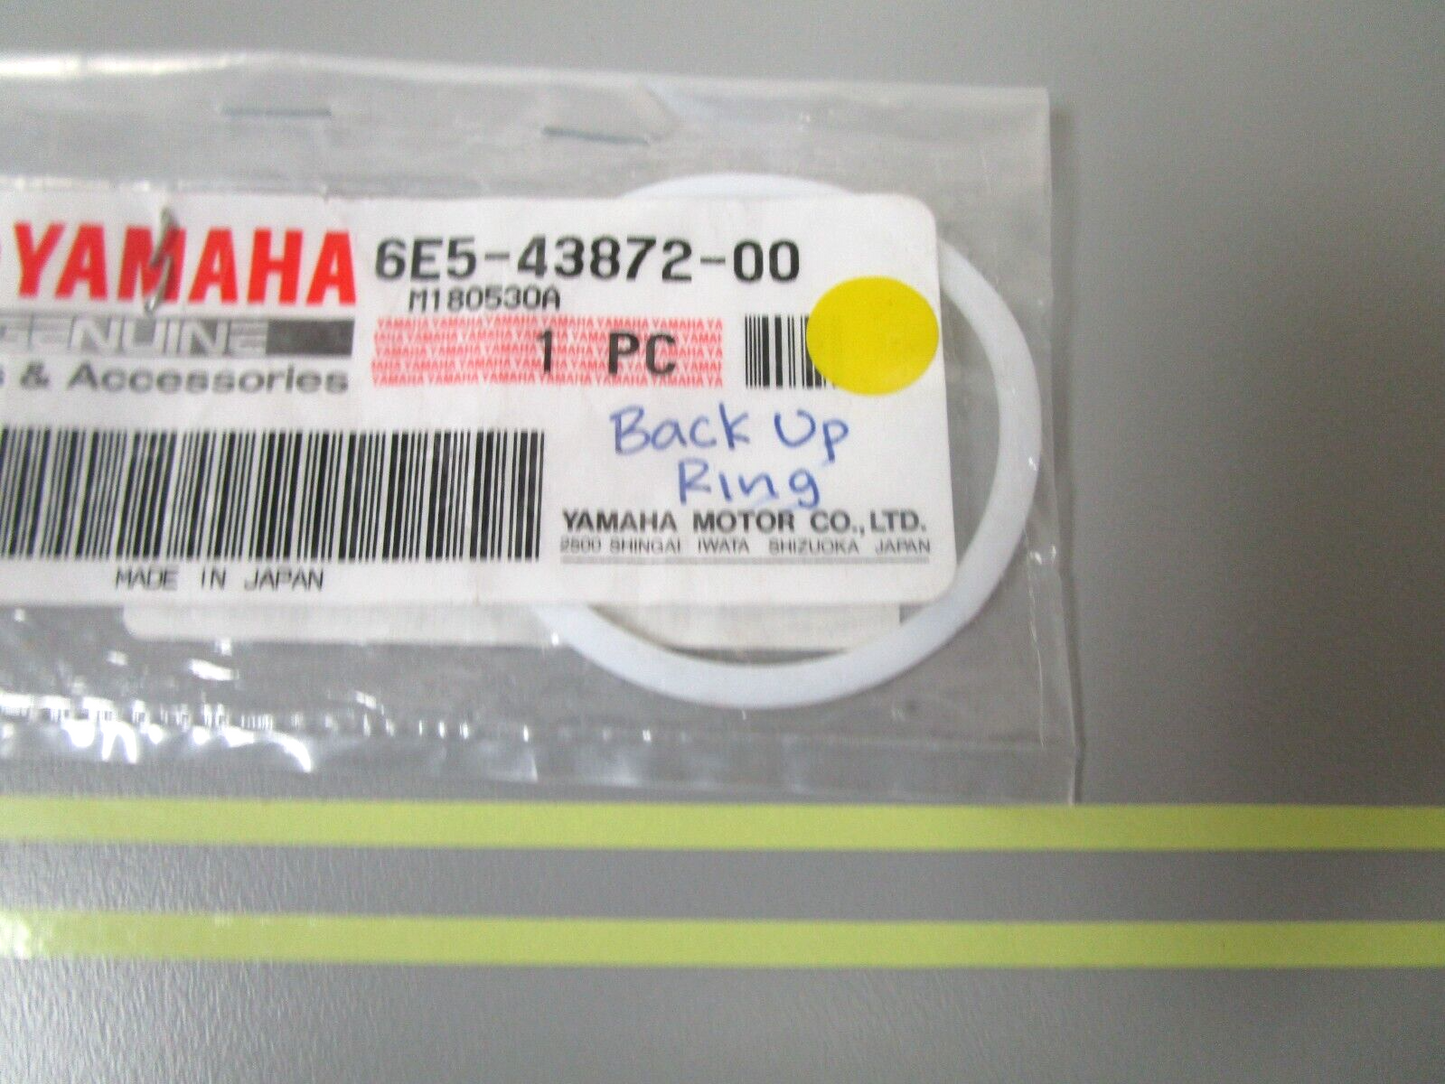 YAMAHA
GENUINE
& Accessories
6E5-43872-00
M180530A
1 PC
Back Up
Ring
YAMAHA MOTOR CO.,LTD.
2500 SHINGAI IWATA SHIZUOKA JAPAN
MADE IN JAPAN